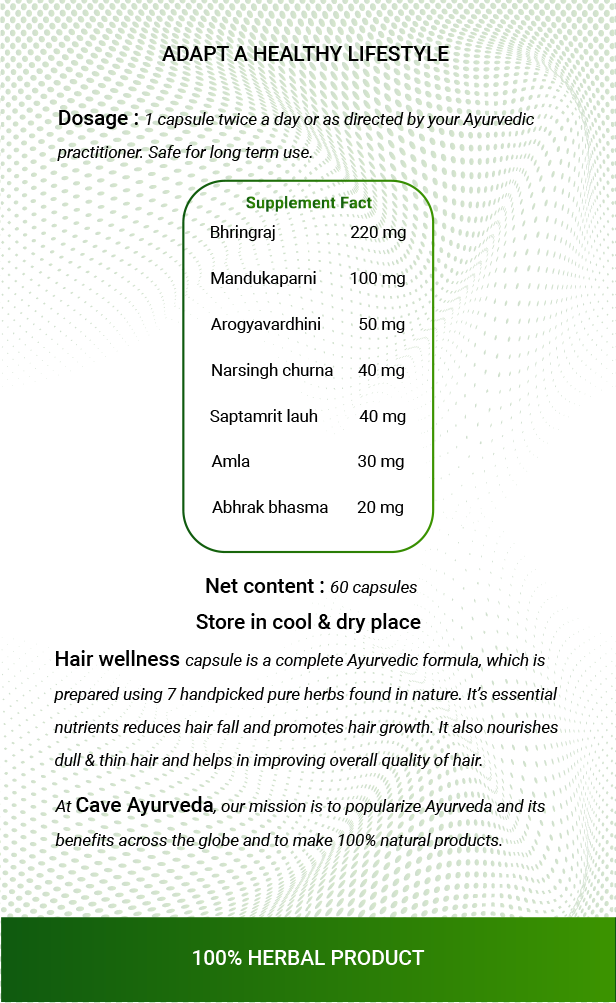 ADAPT A HEALTHY LIFESTYLE
Dosage : 1 capsule twice a day or as directed by your Ayurvedic
practitioner. Safe for long term use.
Supplement Fact
Bhringraj 220 mg
Mandukaparni 100 mg
Arogyavardhini 50 mg
Narsingh churna 40 mg
Saptamrit lauh 40 mg
Amla 30 mg
Abhrak bhasma 20 mg
Net content : 60 capsules
Store in cool & dry place
Hair wellness capsule is a complete Ayurvedic formula, which is
prepared using 7 handpicked pure herbs found in nature. It’s essential
nutrients reduces hair fall and promotes hair growth. It also nourishes
dull & thin hair and helps in improving overall quality of hair.
At Cave Ayurveda, our mission is to popularize Ayurveda and its
benefits across the globe and to make 100% natural products.
100% HERBAL PRODUCT